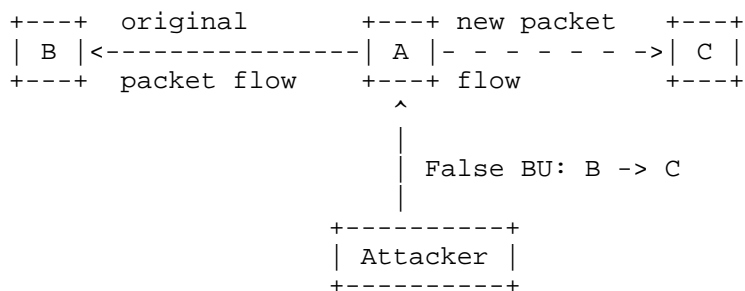 +---+ original +---+ new packet +---+
| B |<----------------| A |- - - - - - ->| C |
+---+ packet flow +---+ flow +---+
^
|
| False BU: B -> C
|
+----------+
| Attacker |
+----------+